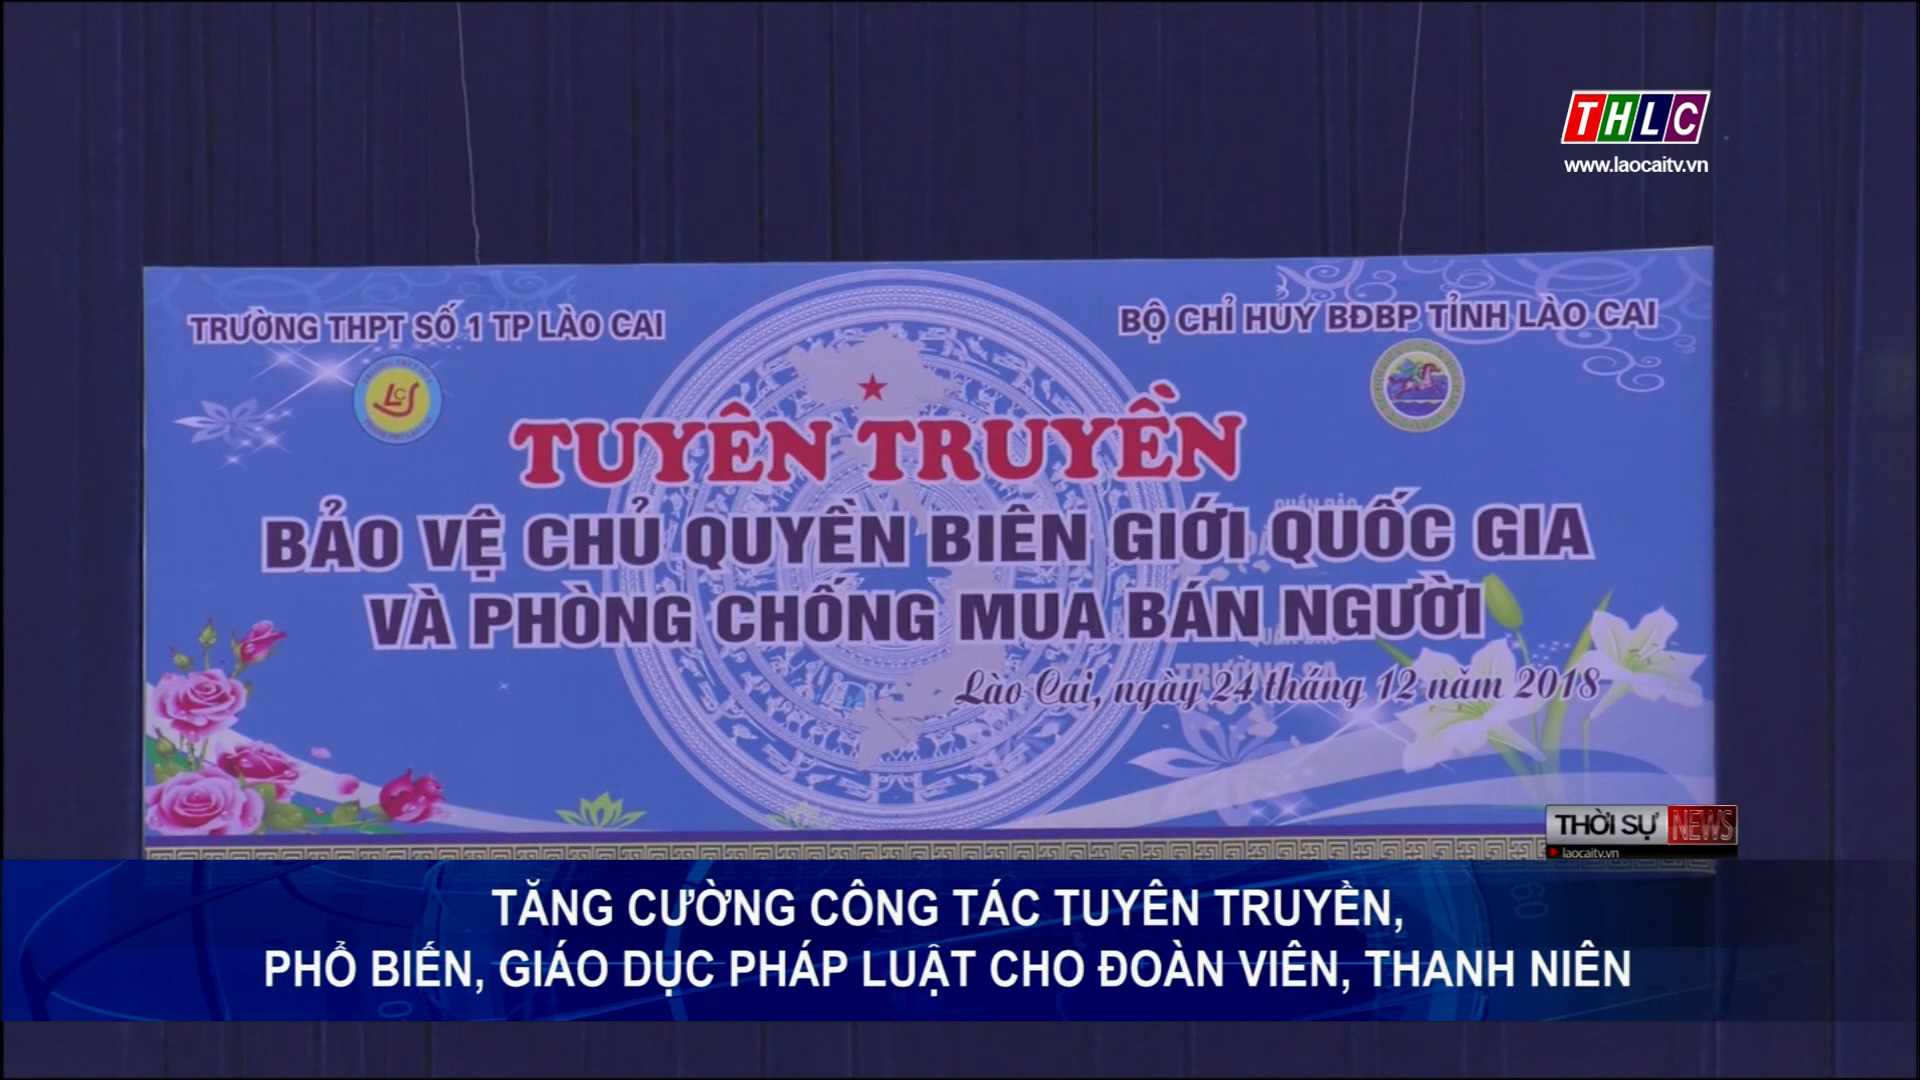 THLC
www.laocaitv.vn
TRƯỜNG THPT SỐ 1 TP LÀO CAI
BỘ CHỈ HUY BĐBP TỈNH LÀO CAI
TUYÊN TRUYỀN
BẢO VỆ CHỦ QUYỀN BIÊN GIỚI QUỐC GIA
VÀ PHÒNG CHỐNG MUA BÁN NGƯỜI
Lào Cai, ngày 24 tháng 12 năm 2018
THỜI SỰ NEWS
laocaitv.vn
TĂNG CƯỜNG CÔNG TÁC TUYÊN TRUYỀN,
PHỔ BIẾN, GIÁO DỤC PHÁP LUẬT CHO ĐOÀN VIÊN, THANH NIÊN